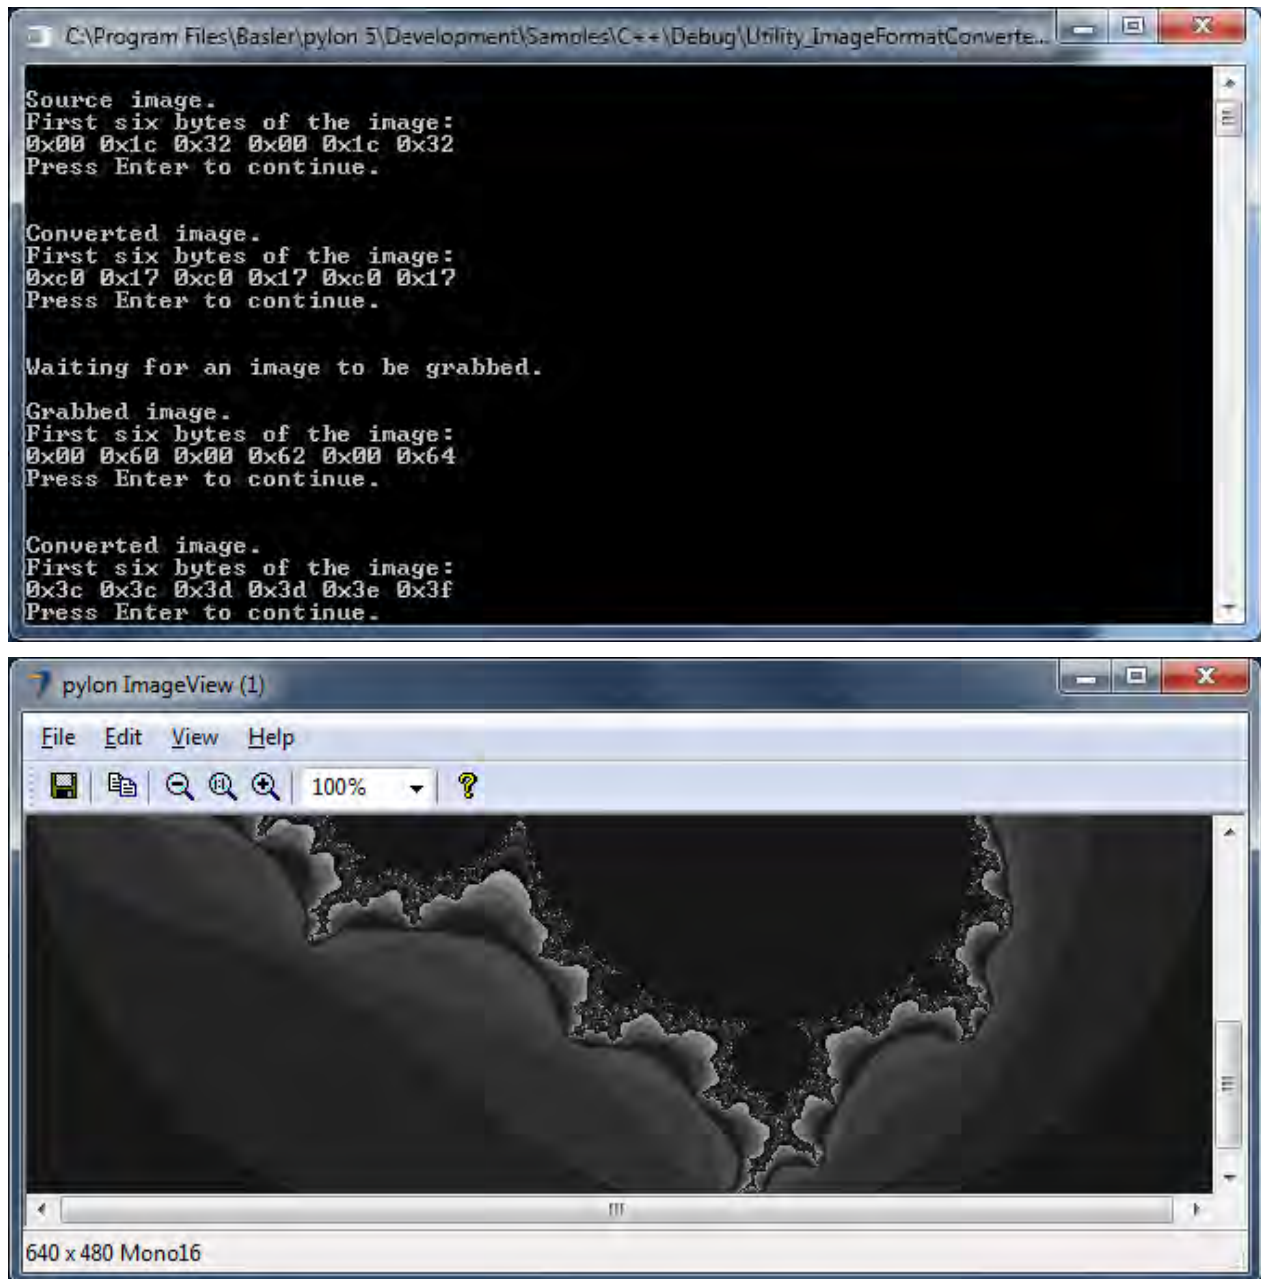 C:\Program Files\Basler\pylon 5\Development\Samples\C++\Debug\Utility_ImageFormatConverte...
Source image.
First six bytes of the image:
0x00 0x1c 0x32 0x00 0x1c 0x32
Press Enter to continue.
Converted image.
First six bytes of the image:
0xc0 0x17 0xc0 0x17 0xc0 0x17
Press Enter to continue.
Waiting for an image to be grabbed.
Grabbed image.
First six bytes of the image:
0x00 0x60 0x00 0x62 0x00 0x64
Press Enter to continue.
Converted image.
First six bytes of the image:
0x3c 0x3c 0x3d 0x3d 0x3e 0x3f
Press Enter to continue.
pylon ImageView (1)
File Edit View Help
100%
640 x 480 Mono16